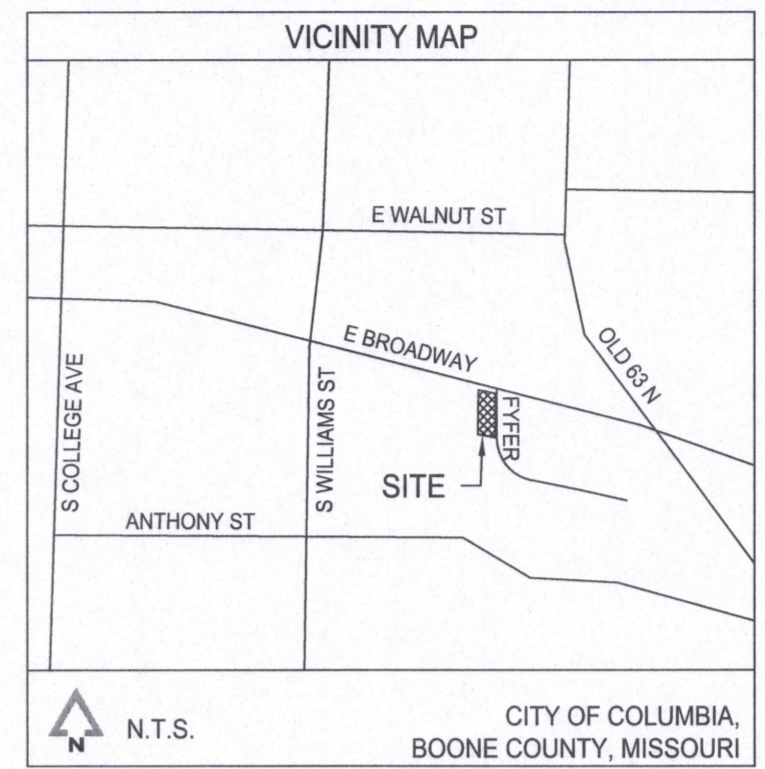 VICINITY MAP
E WALNUT ST
E BROADWAY
OLD 63 N
S COLLEGE AVE
S WILLIAMS ST
FYFER
SITE
ANTHONY ST
N
N.T.S.
CITY OF COLUMBIA,
BOONE COUNTY, MISSOURI